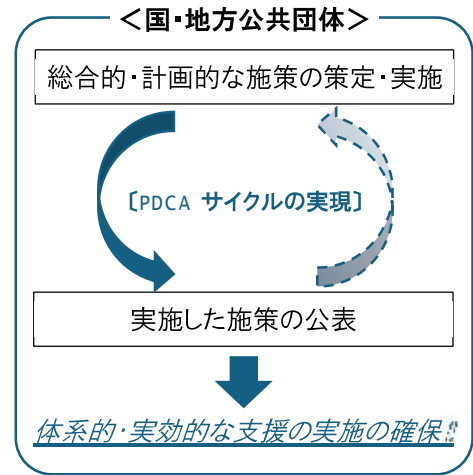 ＜国・地方公共団体＞
総合的・計画的な施策の策定・実施
〔PDCA サイクルの実現〕
実施した施策の公表
体系的・実効的な支援の実施の確保